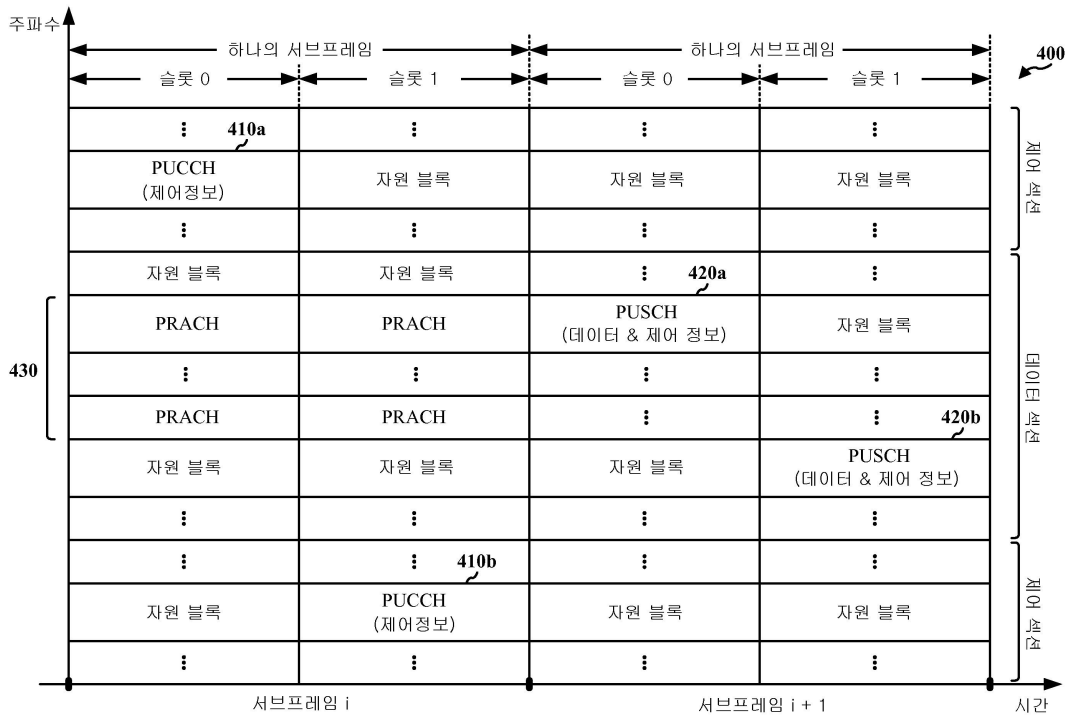 주파수
하나의 서브프레임 하나의 서브프레임
슬롯 0 슬롯 1 슬롯 0 슬롯 1
400
410a
PUCCH
(제어정보)
자원 블록 자원 블록 자원 블록
제어 섹션
자원 블록 자원 블록
420a
PRACH PRACH
PUSCH
(데이터 & 제어 정보)
자원 블록
430
데이터 섹션
PRACH PRACH
420b
자원 블록 자원 블록 자원 블록
PUSCH
(데이터 & 제어 정보)
410b
자원 블록
PUCCH
(제어정보)
자원 블록 자원 블록
제어 섹션
서브프레임 i 서브프레임 i + 1 시간